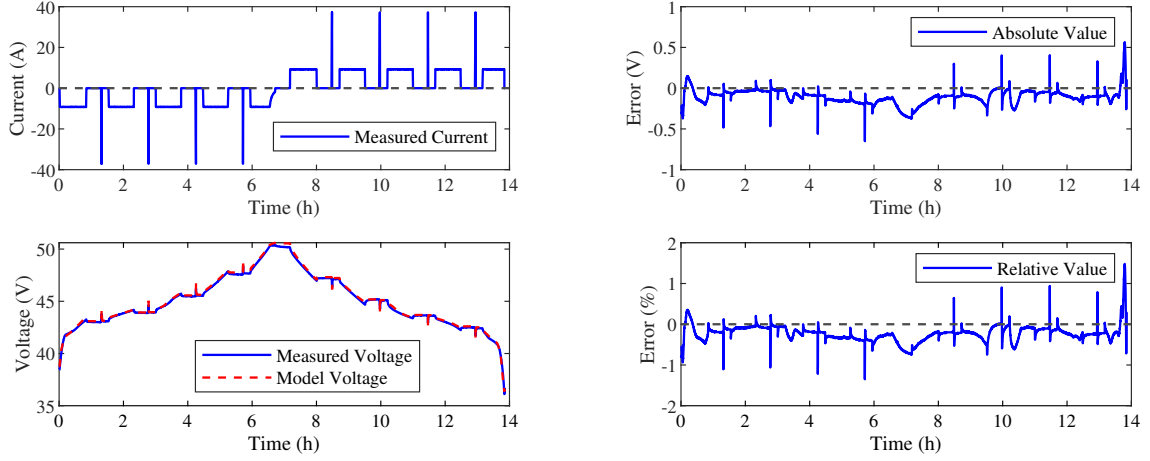 40
20
0
-20
-40
Current (A)
Measured Current
0 2 4 6 8 10 12 14
Time (h)
1
0.5
0
-0.5
-1
Error (V)
Absolute Value
0 2 4 6 8 10 12 14
Time (h)
50
45
40
35
Voltage (V)
Measured Voltage
Model Voltage
0 2 4 6 8 10 12 14
Time (h)
2
1
0
-1
-2
Error (%)
Relative Value
0 2 4 6 8 10 12 14
Time (h)